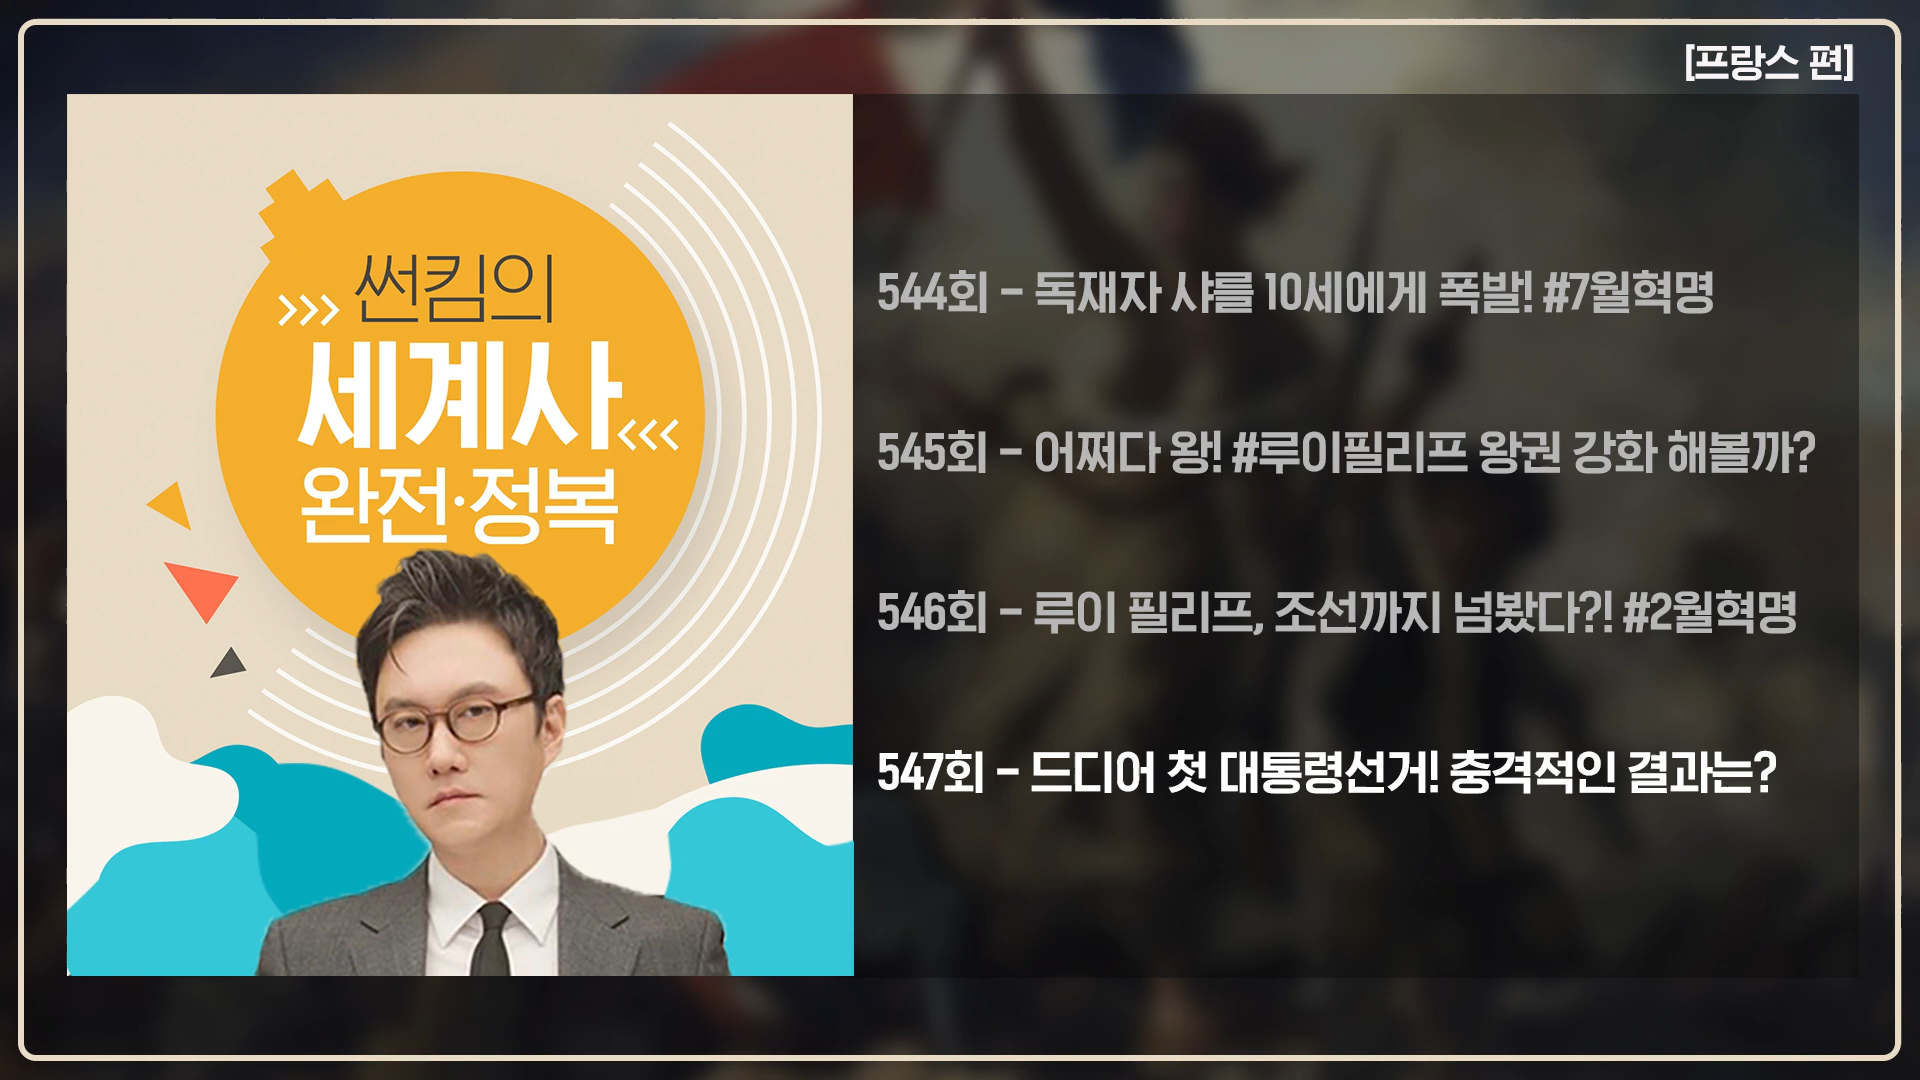 [프랑스 편]
썬킴의
세계사
완전·정복
544회 - 독재자 샤를 10세에게 폭발! #7월혁명
545회 - 어쩌다 왕! #루이필리프 왕권 강화 해볼까?
546회 - 루이 필리프, 조선까지 넘봤다?! #2월혁명
547회 - 드디어 첫 대통령선거! 충격적인 결과는?